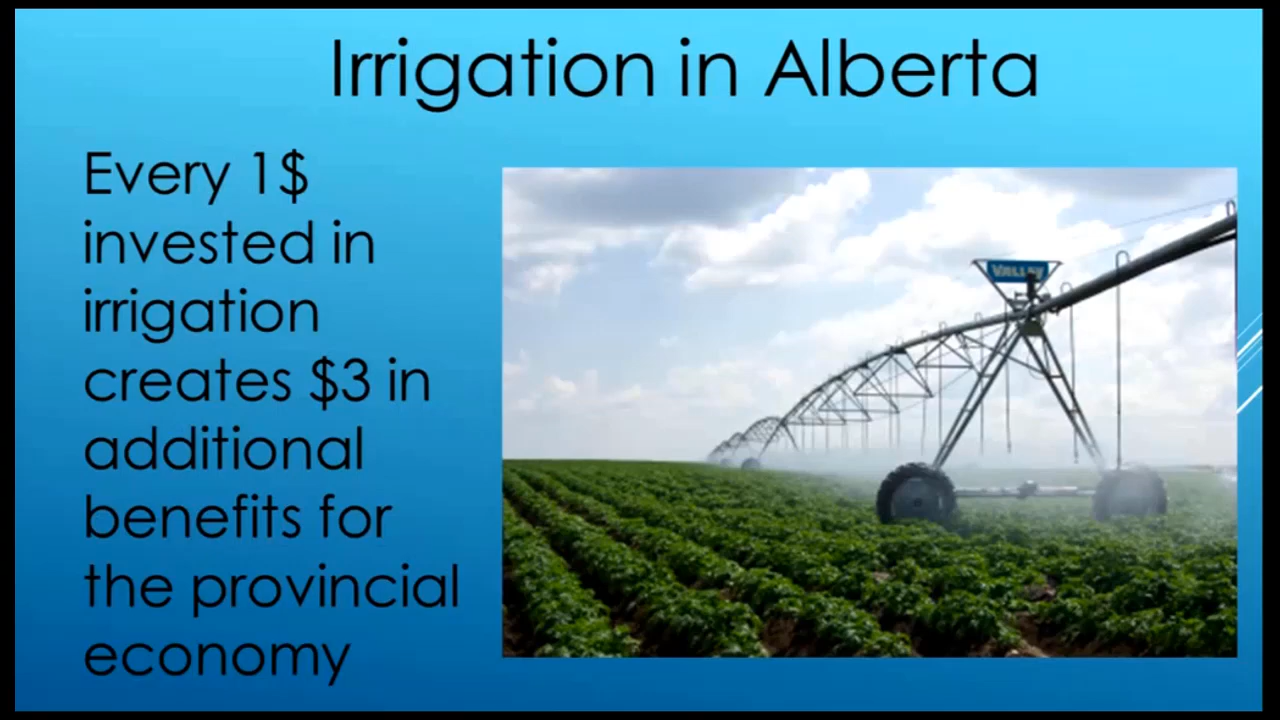 Irrigation in Alberta
Every 1$
invested in
irrigation
creates $3 in
additional
benefits for
the provincial
economy
VALLEY